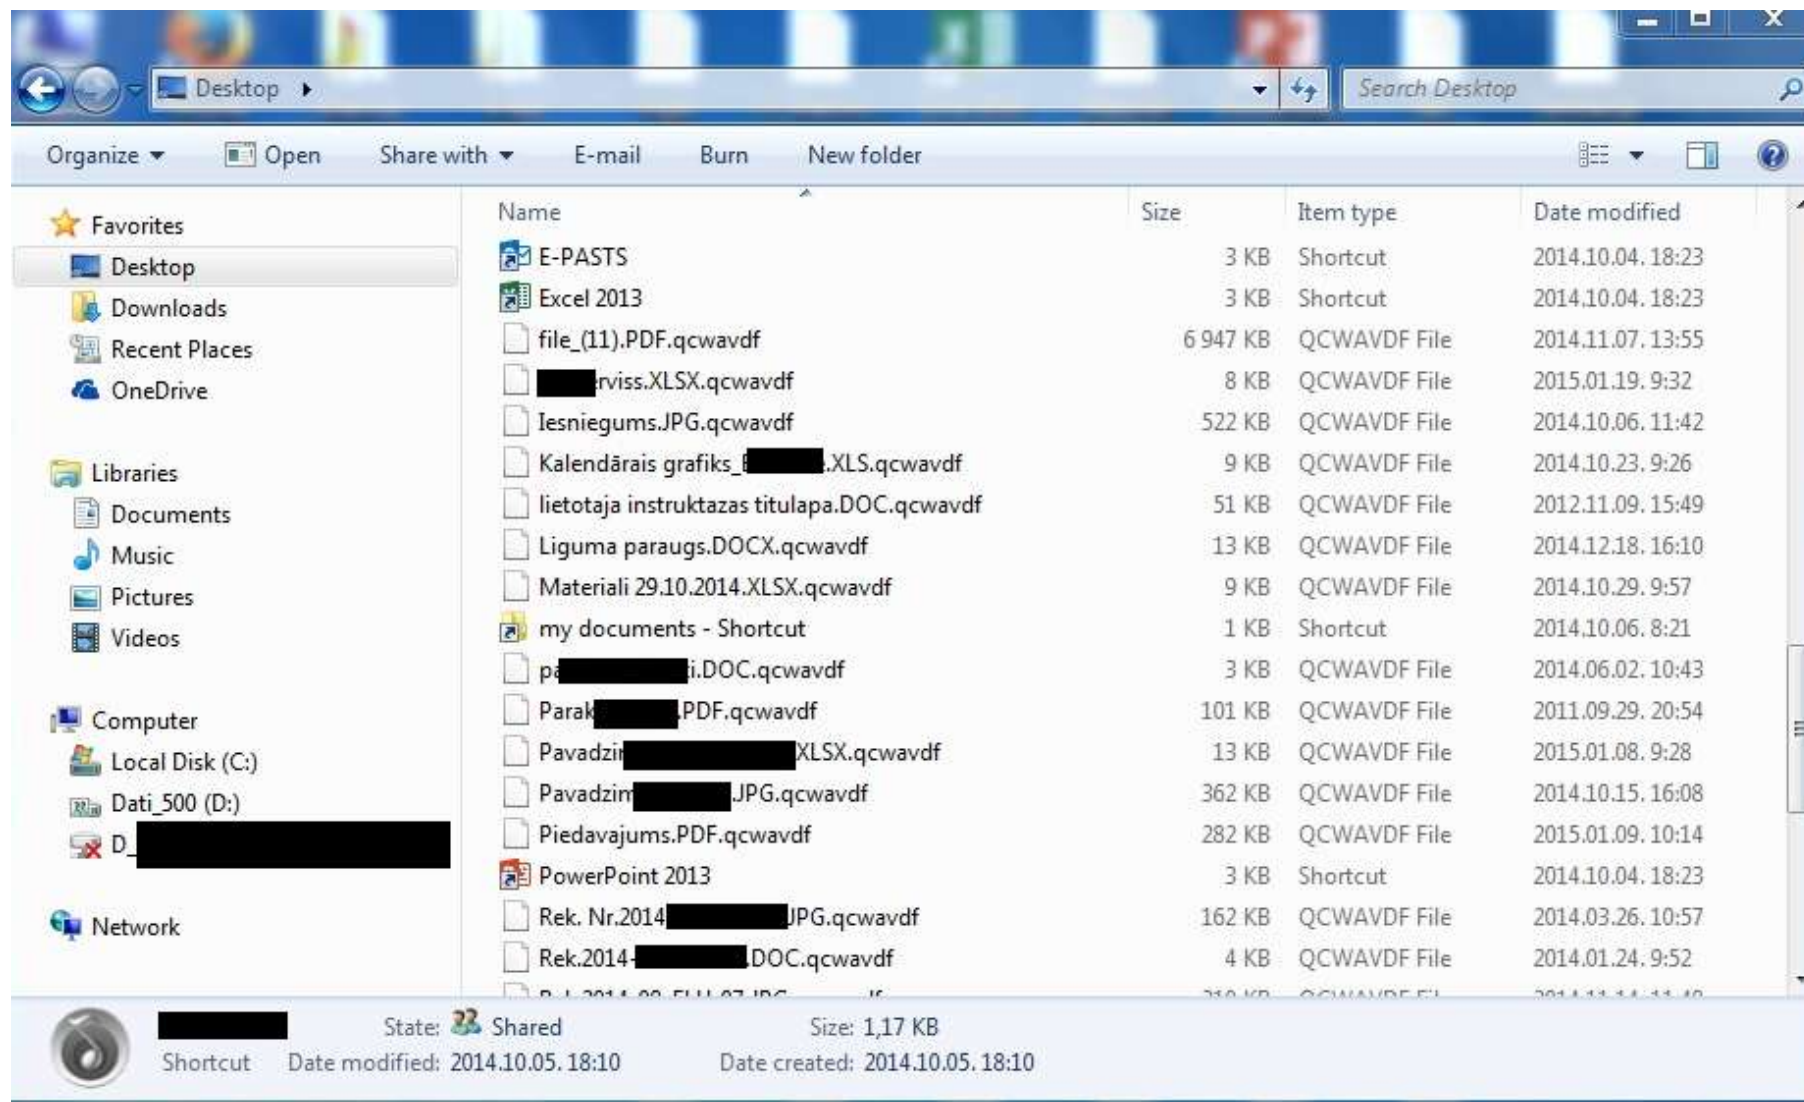 Desktop
Search Desktop
Organize Open Share with E-mail Burn New folder
Name Size Item type Date modified
Favorites
Desktop
Downloads
Recent Places
OneDrive
Libraries
Documents
Music
Pictures
Videos
Computer
Local Disk (C:)
Dati_500 (D:)
D_
Network
E-PASTS 3 KB Shortcut 2014.10.04. 18:23
Excel 2013 3 KB Shortcut 2014.10.04. 18:23
file_(11).PDF.qcwavdf 6 947 KB QCWAVDF File 2014.11.07. 13:55
rviss.XLSX.qcwavdf 8 KB QCWAVDF File 2015.01.19. 9:32
Iesniegums.JPG.qcwavdf 522 KB QCWAVDF File 2014.10.06. 11:42
Kalendārais grafiks_ .XLS.qcwavdf 9 KB QCWAVDF File 2014.10.23. 9:26
lietotaja instruktazas titulapa.DOC.qcwavdf 51 KB QCWAVDF File 2012.11.09. 15:49
Liguma paraugs.DOCX.qcwavdf 13 KB QCWAVDF File 2014.12.18. 16:10
Materiali 29.10.2014.XLSX.qcwavdf 9 KB QCWAVDF File 2014.10.29. 9:57
my documents - Shortcut 1 KB Shortcut 2014.10.06. 8:21
pa i.DOC.qcwavdf 3 KB QCWAVDF File 2014.06.02. 10:43
Parak .PDF.qcwavdf 101 KB QCWAVDF File 2011.09.29. 20:54
Pavadzi XLSX.qcwavdf 13 KB QCWAVDF File 2015.01.08. 9:28
Pavadzim .JPG.qcwavdf 362 KB QCWAVDF File 2014.10.15. 16:08
Piedavajums.PDF.qcwavdf 282 KB QCWAVDF File 2015.01.09. 10:14
PowerPoint 2013 3 KB Shortcut 2014.10.04. 18:23
Rek. Nr.2014 JPG.qcwavdf 162 KB QCWAVDF File 2014.03.26. 10:57
Rek.2014- .DOC.qcwavdf 4 KB QCWAVDF File 2014.01.24. 9:52
State: Shared Size: 1,17 KB
Shortcut Date modified: 2014.10.05. 18:10 Date created: 2014.10.05. 18:10